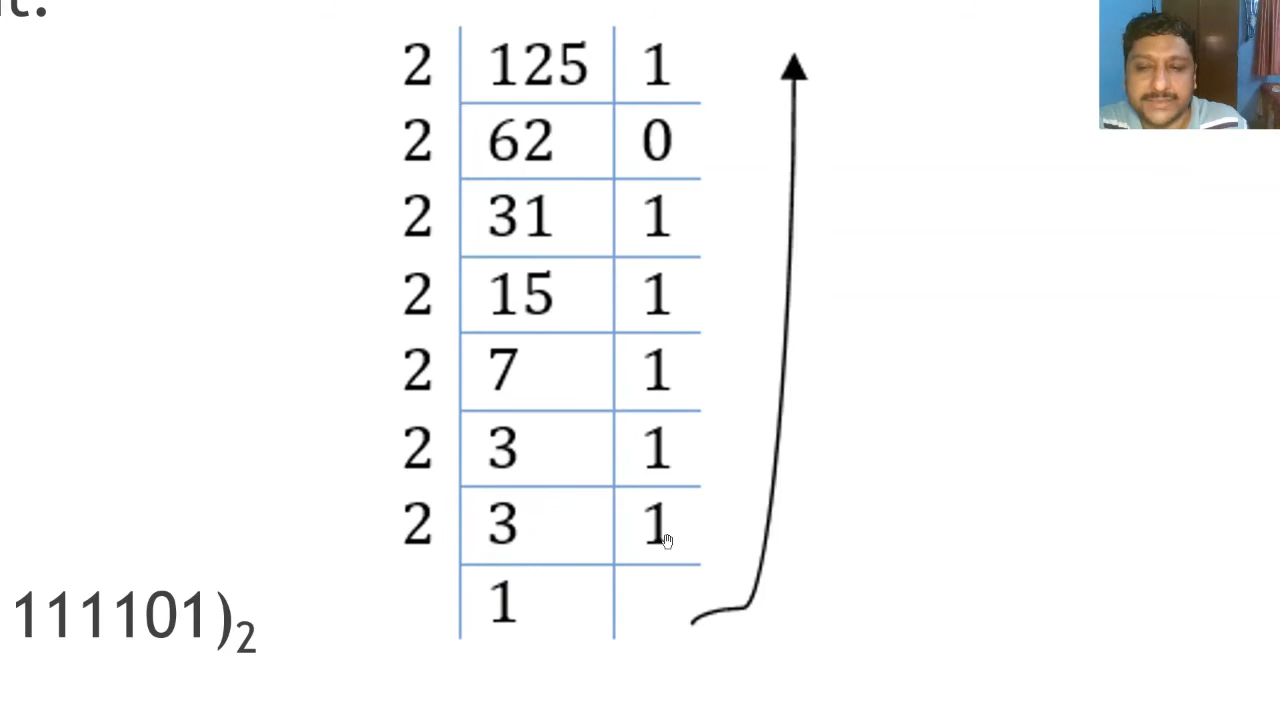 t.
2 125 1
2 62 0
2 31 1
2 15 1
2 7 1
2 3 1
2 3 1
1
111101)₂